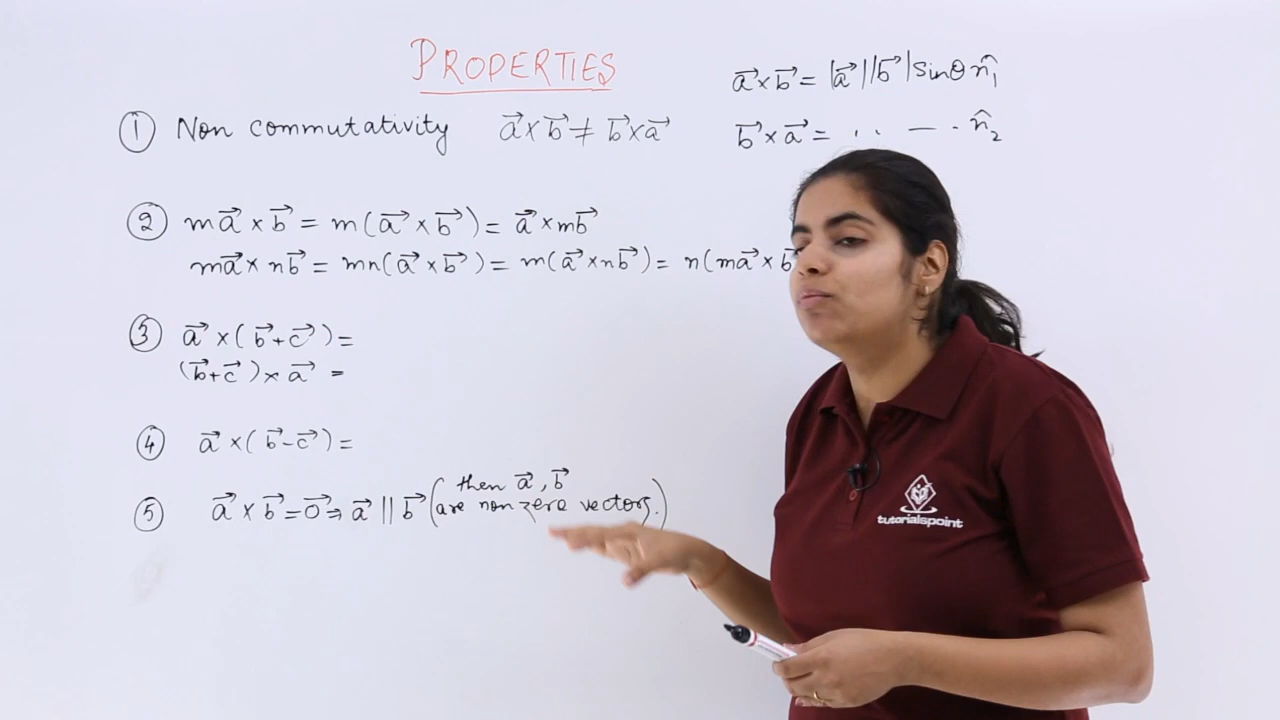 PROPERTIES
a⃗ × b⃗ = |a⃗||b⃗| sinθ n̂₁
① Non commutativity a⃗ × b⃗ ≠ b⃗ × a⃗
b⃗ × a⃗ = .. — . n̂₂
② ma⃗ × b⃗ = m(a⃗ × b⃗) = a⃗ × mb⃗
ma⃗ × nb⃗ = mn(a⃗ × b⃗) = m(a⃗ × nb⃗) = n(ma⃗ × b⃗
③ a⃗ × (b⃗ + c⃗) =
(b⃗ + c⃗) × a⃗ =
④ a⃗ × (b⃗ - c⃗) =
⑤ a⃗ × b⃗ = 0⃗ ⇒ a⃗ || b⃗ (then a⃗, b⃗
are non zero vectors.)
tutorialspoint